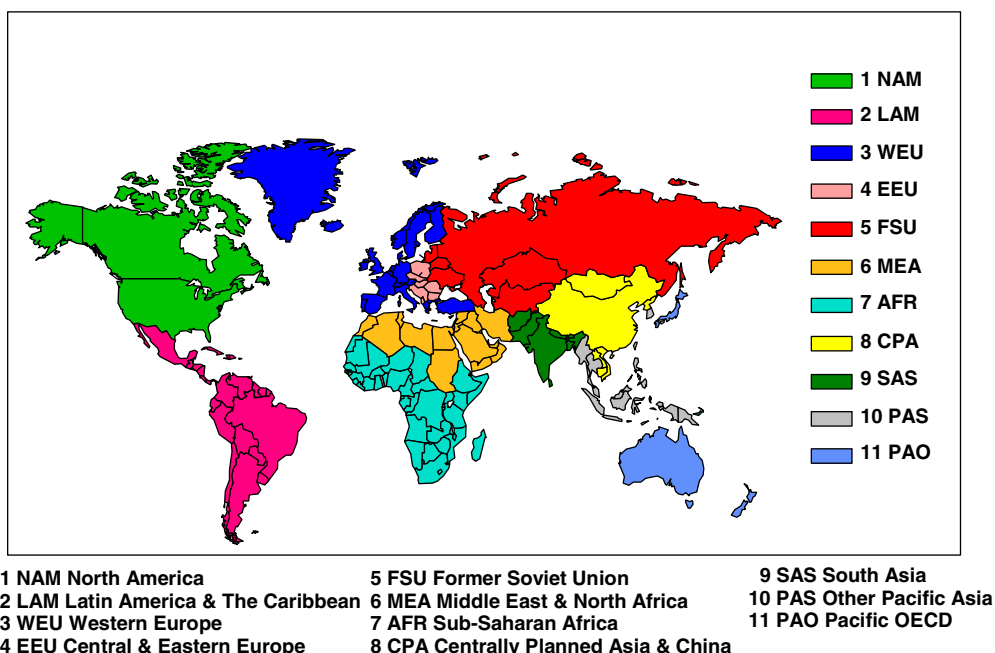 1 NAM
2 LAM
3 WEU
4 EEU
5 FSU
6 MEA
7 AFR
8 CPA
9 SAS
10 PAS
11 PAO
1 NAM North America
2 LAM Latin America & The Caribbean
3 WEU Western Europe
4 EEU Central & Eastern Europe
5 FSU Former Soviet Union
6 MEA Middle East & North Africa
7 AFR Sub-Saharan Africa
8 CPA Centrally Planned Asia & China
9 SAS South Asia
10 PAS Other Pacific Asia
11 PAO Pacific OECD